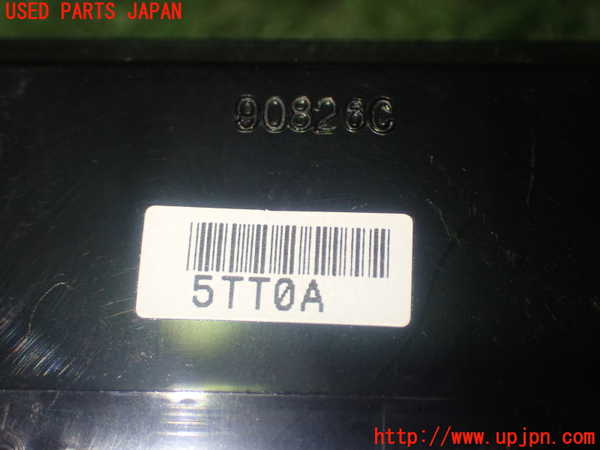 USED PARTS JAPAN
90826C
5TT0A
http://www.upjpn.com